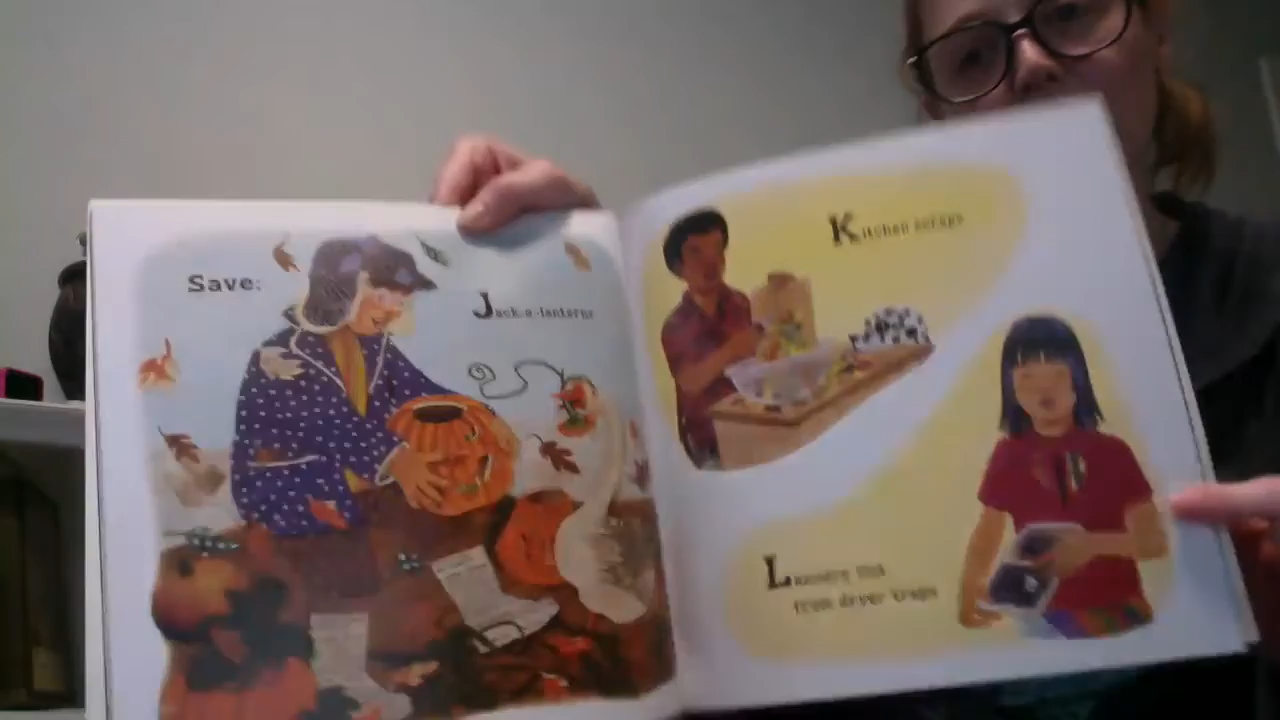 Save:
Jack-o'-lanterns
Kitchen scraps
Laundry lint
from dryer traps